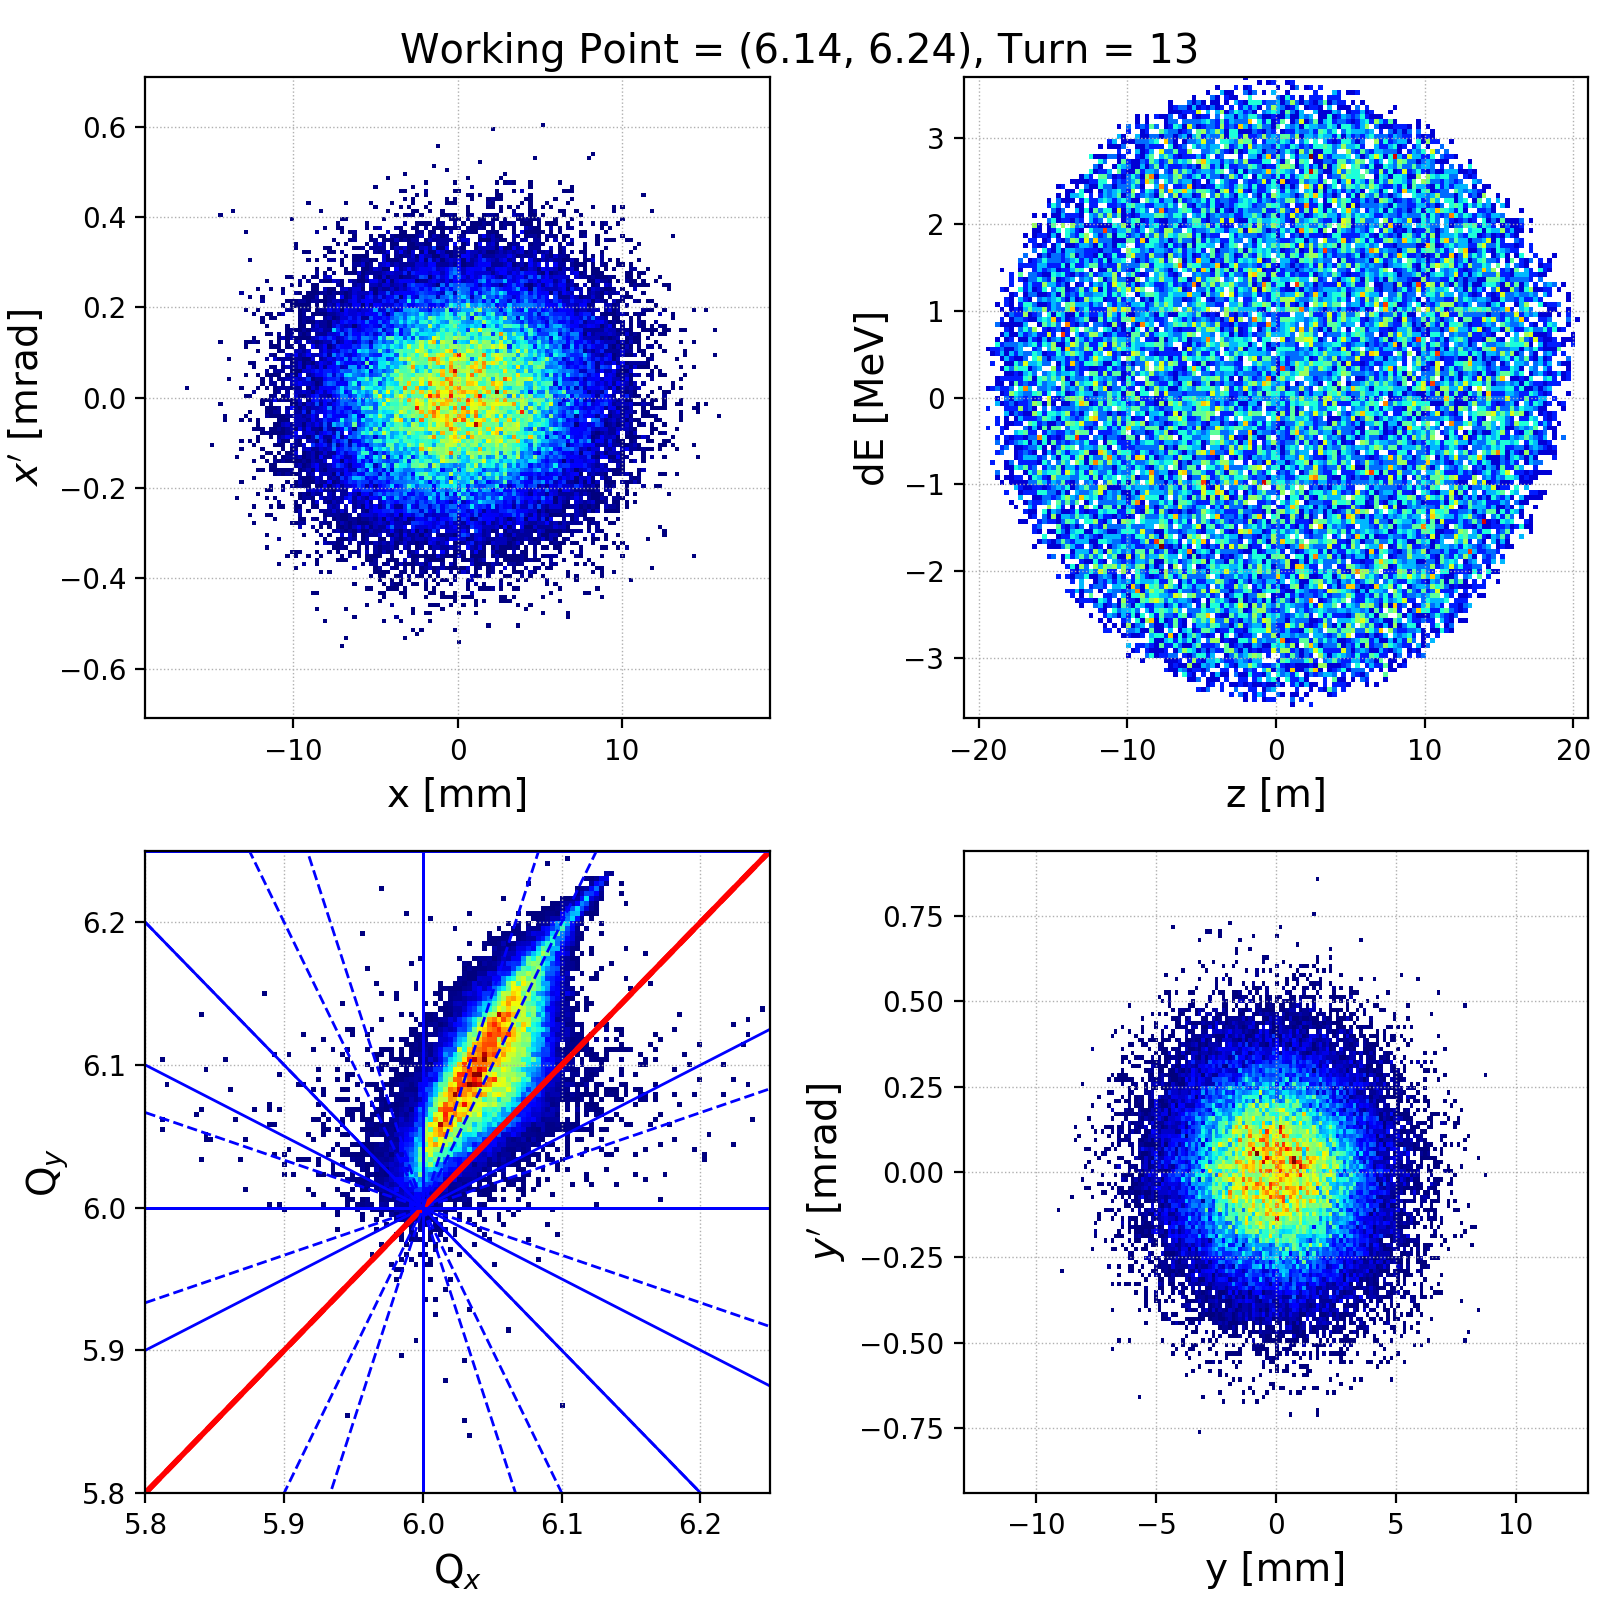 Working Point = (6.14, 6.24), Turn = 13
0.6
0.4
0.2
0.0
−0.2
−0.4
−0.6
x′ [mrad]
−10 0 10
x [mm]
3
2
1
0
−1
−2
−3
dE [MeV]
−20 −10 0 10 20
z [m]
6.2
6.1
6.0
5.9
5.8
Qy
5.8 5.9 6.0 6.1 6.2
Qx
0.75
0.50
0.25
0.00
−0.25
−0.50
−0.75
y′ [mrad]
−10 −5 0 5 10
y [mm]